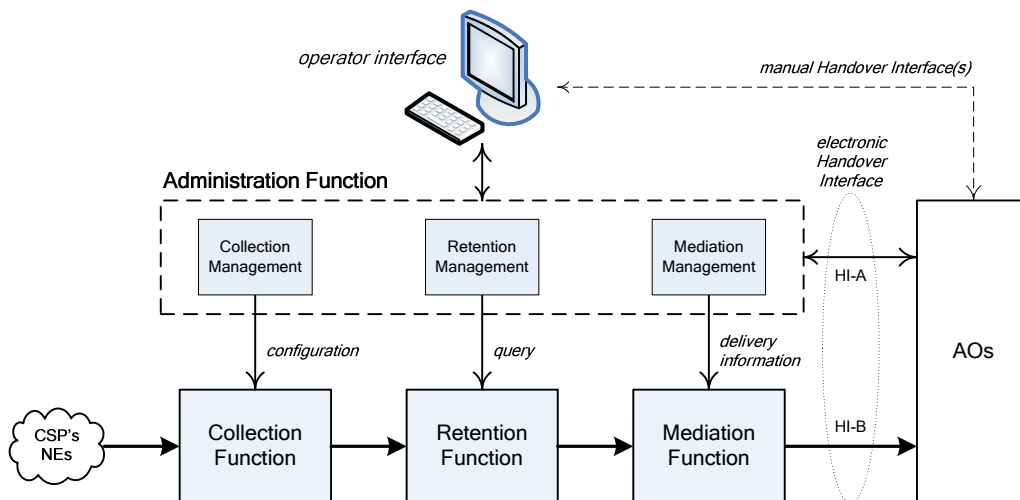 operator interface
manual Handover Interface(s)
electronic
Handover
Interface
Administration Function
Collection
Management
Retention
Management
Mediation
Management
HI-A
AOs
configuration
query
delivery
information
CSP's
NEs
Collection
Function
Retention
Function
Mediation
Function
HI-B